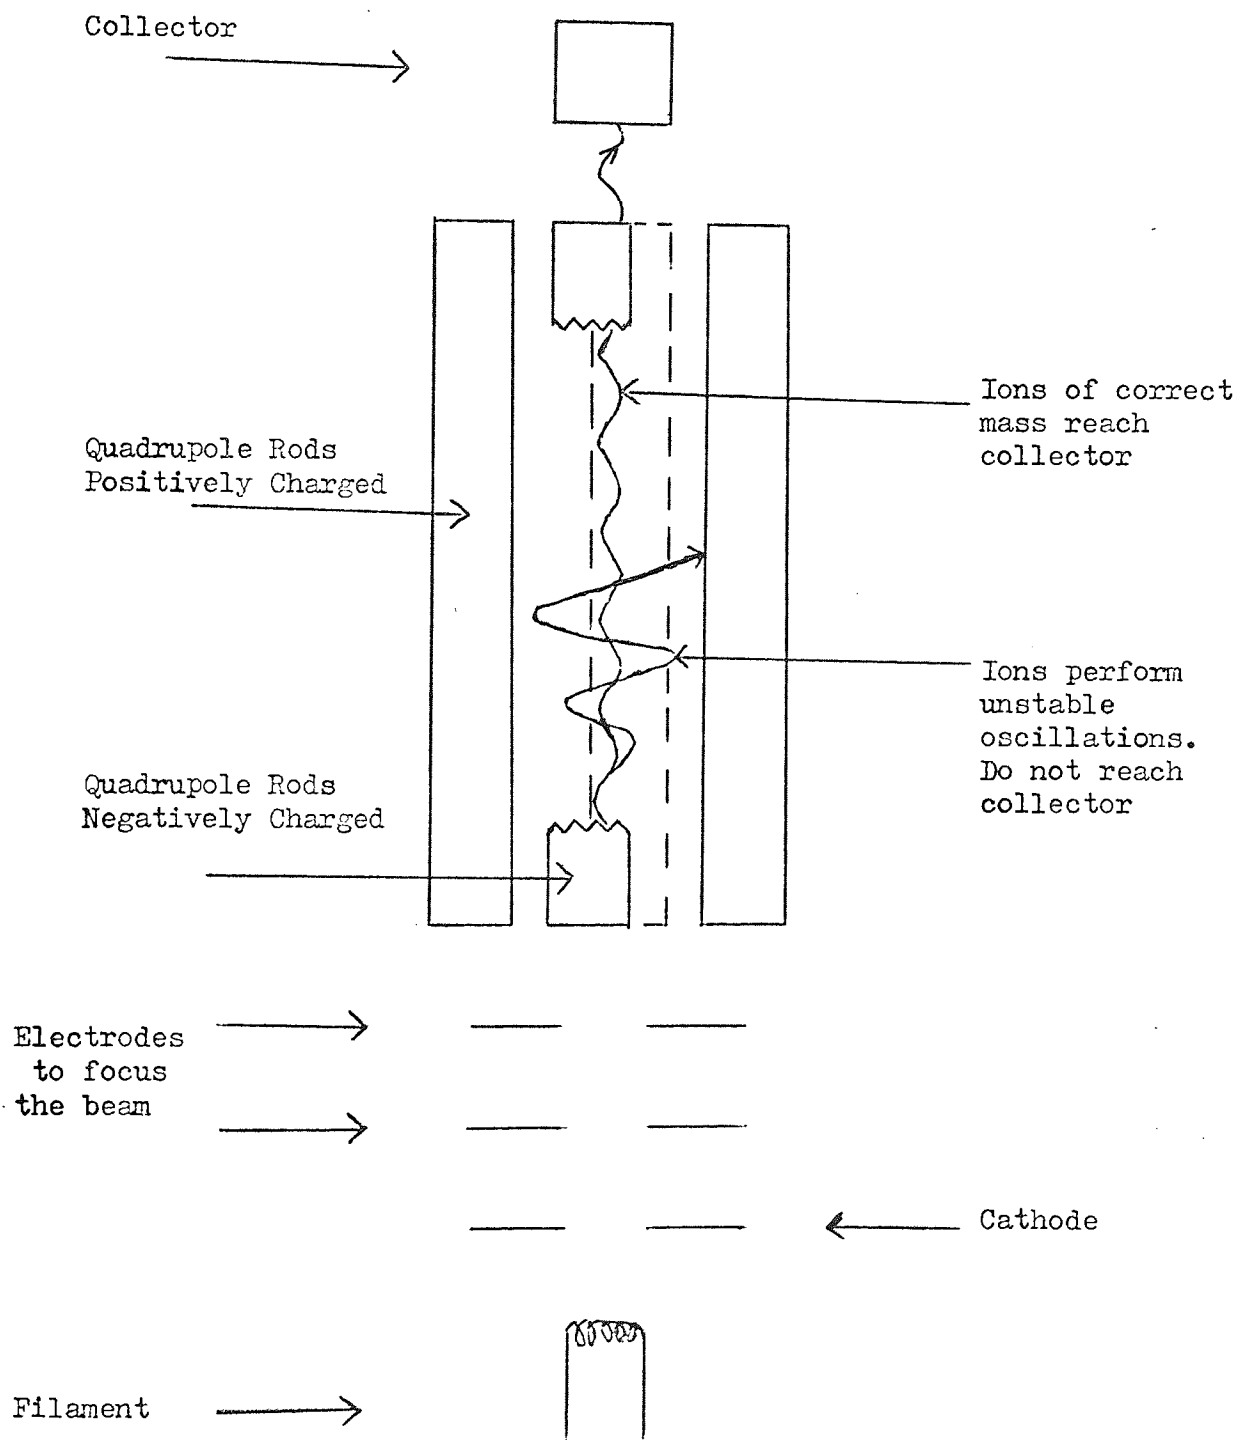 Collector
Ions of correct
mass reach
collector
Quadrupole Rods
Positively Charged
Ions perform
unstable
oscillations.
Do not reach
collector
Quadrupole Rods
Negatively Charged
Electrodes
to focus
the beam
Cathode
Filament